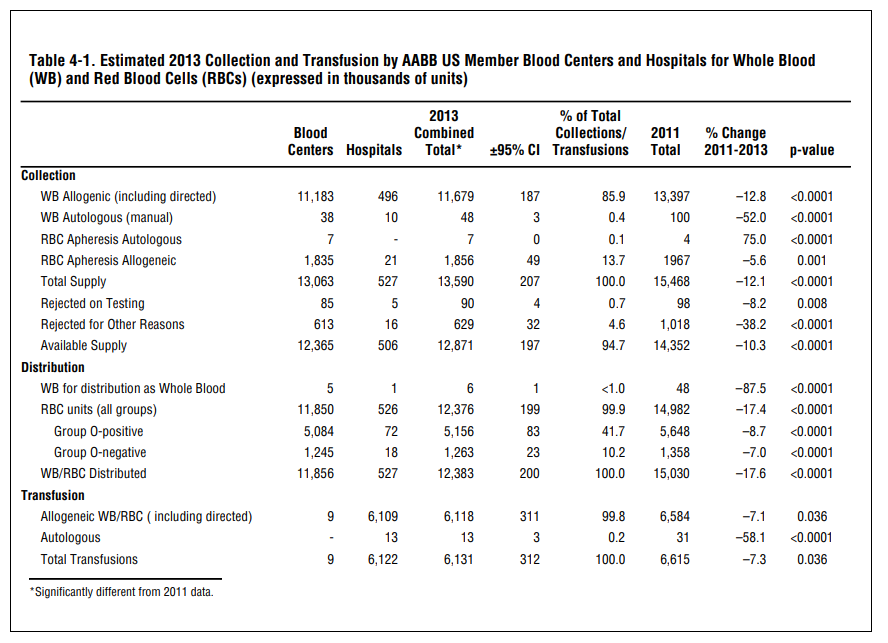 Table 4-1. Estimated 2013 Collection and Transfusion by AABB US Member Blood Centers and Hospitals for Whole Blood
(WB) and Red Blood Cells (RBCs) (expressed in thousands of units)
Blood Centers Hospitals 2013 Combined Total* ±95% CI % of Total Collections/ Transfusions 2011 Total % Change 2011-2013 p-value
Collection
WB Allogenic (including directed) 11,183 496 11,679 187 85.9 13,397 –12.8 <0.0001
WB Autologous (manual) 38 10 48 3 0.4 100 –52.0 <0.0001
RBC Apheresis Autologous 7 - 7 0 0.1 4 75.0 <0.0001
RBC Apheresis Allogeneic 1,835 21 1,856 49 13.7 1967 –5.6 0.001
Total Supply 13,063 527 13,590 207 100.0 15,468 –12.1 <0.0001
Rejected on Testing 85 5 90 4 0.7 98 –8.2 0.008
Rejected for Other Reasons 613 16 629 32 4.6 1,018 –38.2 <0.0001
Available Supply 12,365 506 12,871 197 94.7 14,352 –10.3 <0.0001
Distribution
WB for distribution as Whole Blood 5 1 6 1 <1.0 48 –87.5 <0.0001
RBC units (all groups) 11,850 526 12,376 199 99.9 14,982 –17.4 <0.0001
Group O-positive 5,084 72 5,156 83 41.7 5,648 –8.7 <0.0001
Group O-negative 1,245 18 1,263 23 10.2 1,358 –7.0 <0.0001
WB/RBC Distributed 11,856 527 12,383 200 100.0 15,030 –17.6 <0.0001
Transfusion
Allogeneic WB/RBC ( including directed) 9 6,109 6,118 311 99.8 6,584 –7.1 0.036
Autologous - 13 13 3 0.2 31 –58.1 <0.0001
Total Transfusions 9 6,122 6,131 312 100.0 6,615 –7.3 0.036
*Significantly different from 2011 data.